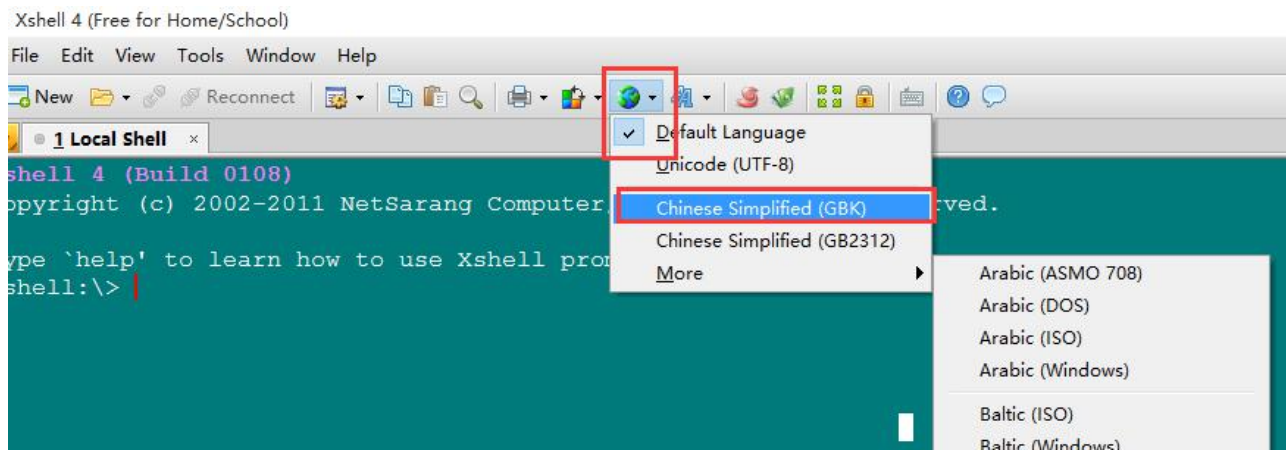 Xshell 4 (Free for Home/School)
File Edit View Tools Window Help
New Reconnect
1 Local Shell
shell 4 (Build 0108)
opyright (c) 2002-2011 NetSarang Computer, rved.
ype `help' to learn how to use Xshell pro
shell:\>
Default Language
Unicode (UTF-8)
Chinese Simplified (GBK)
Chinese Simplified (GB2312)
More
Arabic (ASMO 708)
Arabic (DOS)
Arabic (ISO)
Arabic (Windows)
Baltic (ISO)
Baltic (Windows)